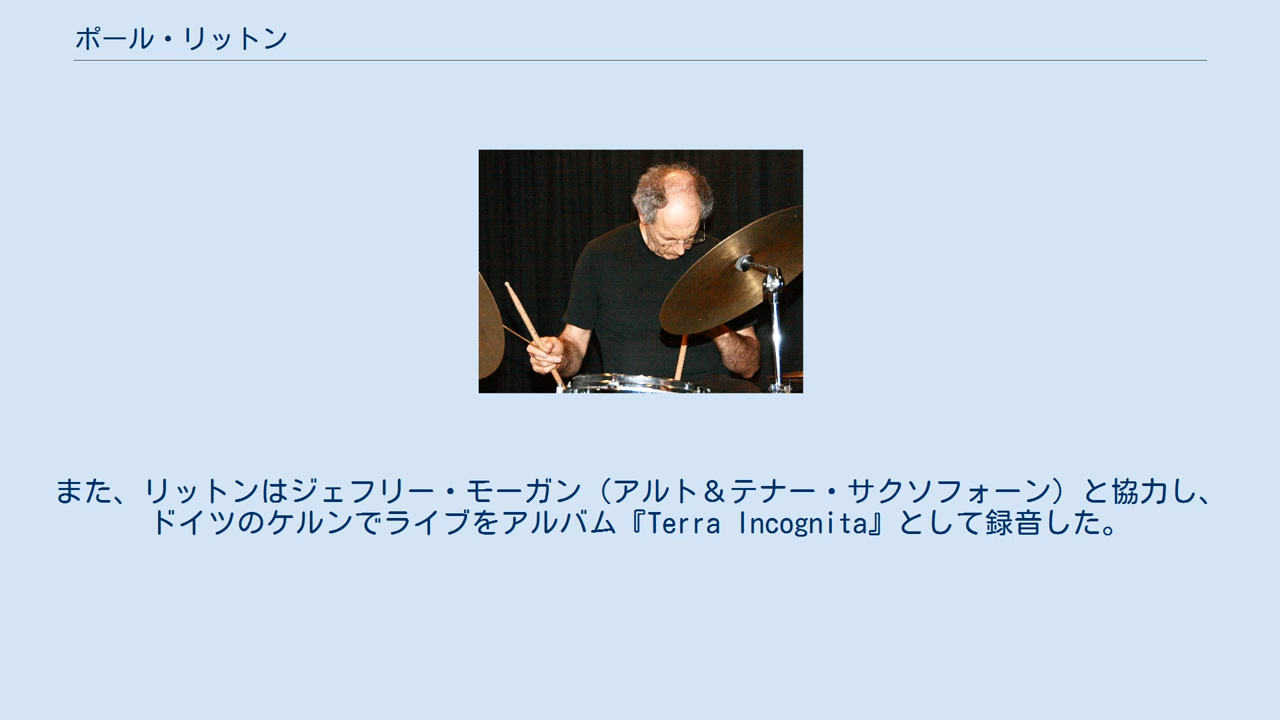 ポール・リットン
また、リットンはジェフリー・モーガン（アルト＆テナー・サクソフォーン）と協力し、
ドイツのケルンでライブをアルバム『Terra Incognita』として録音した。